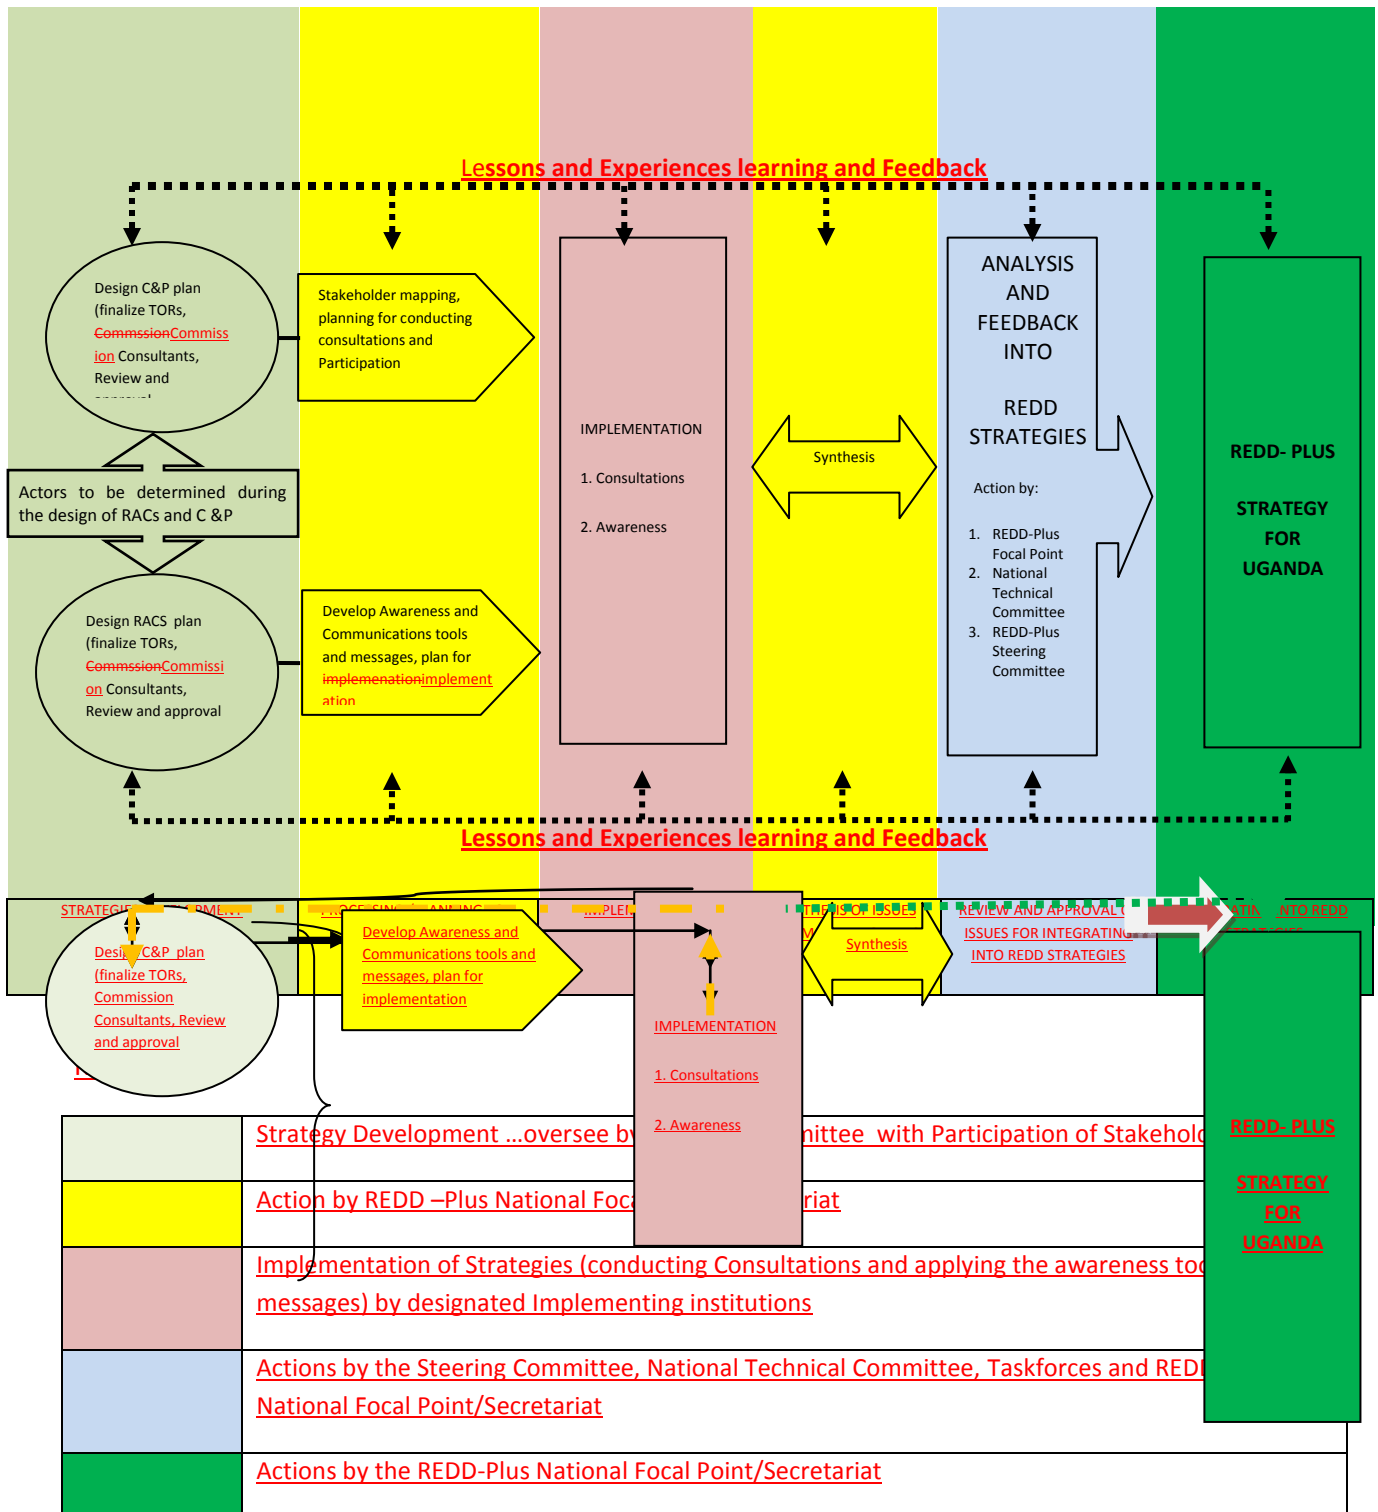 Lessons and Experiences learning and Feedback
Design C&P plan
(finalize TORs,
CommssionCommiss
ion Consultants,
Review and
approval
Stakeholder mapping,
planning for conducting
consultations and
Participation
Actors to be determined during
the design of RACs and C &P
Design RACS plan
(finalize TORs,
CommssionCommissi
on Consultants,
Review and approval
Develop Awareness and
Communications tools
and messages, plan for
implemenationimplement
ation
IMPLEMENTATION
1. Consultations
2. Awareness
Synthesis
ANALYSIS
AND
FEEDBACK
INTO
REDD
STRATEGIES
Action by:
1. REDD-Plus
Focal Point
2. National
Technical
Committee
3. REDD-Plus
Steering
Committee
REDD- PLUS
STRATEGY
FOR
UGANDA
Lessons and Experiences learning and Feedback
REVIEW AND APPROVAL
ISSUES FOR INTEGRATING
INTO REDD STRATEGIES
INTO REDD
Design C&P plan
(finalize TORs,
Commission
Consultants, Review
and approval
Develop Awareness and
Communications tools and
messages, plan for
implementation
IMPLEMENTATION
1. Consultations
2. Awareness
Synthesis
REDD- PLUS
STRATEGY
FOR
UGANDA
Strategy Development ...oversee by with Participation of
Action by REDD –Plus National
Implementation of Strategies (conducting Consultations and applying the awareness
messages) by designated Implementing institutions
Actions by the Steering Committee, National Technical Committee, Taskforces and
National Focal Point/Secretariat
Actions by the REDD-Plus National Focal Point/Secretariat